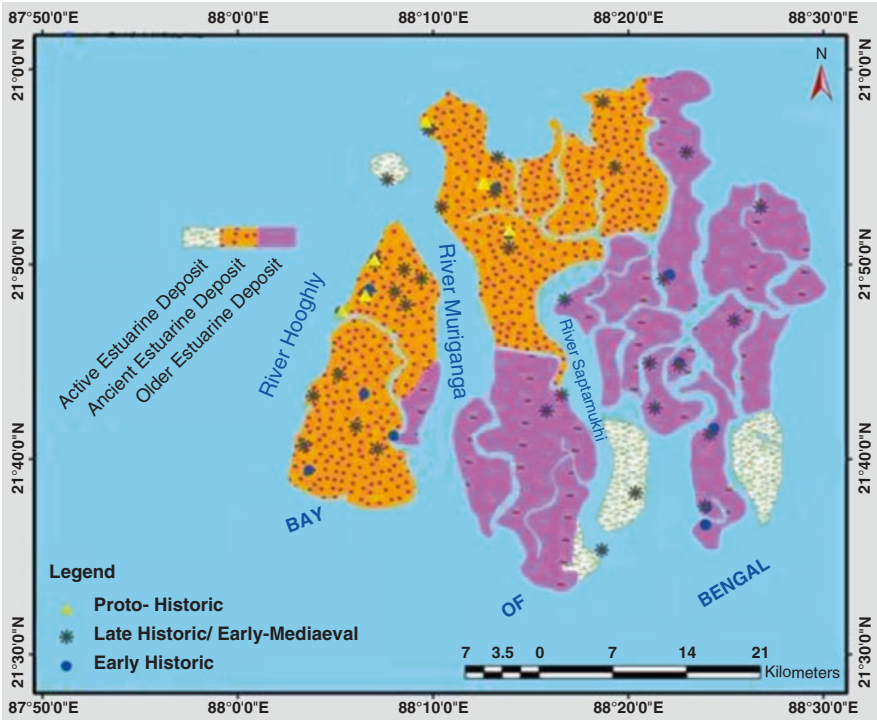 87°50'0"E
88°0'0"E
88°10'0"E
88°20'0"E
88°30'0"E
21°0'0"N
21°50'0"N
21°40'0"N
21°30'0"N
21°0'0"N
21°50'0"N
21°40'0"N
21°30'0"N
N
Active Estuarine Deposit
Ancient Estuarine Deposit
Older Estuarine Deposit
River Hooghly
River Muriganga
River Saptamukhi
BAY
OF
BENGAL
Legend
Proto- Historic
Late Historic/ Early-Mediaeval
Early Historic
7 3.5 0 7 14 21
Kilometers
87°50'0"E
88°0'0"E
88°10'0"E
88°20'0"E
88°30'0"E